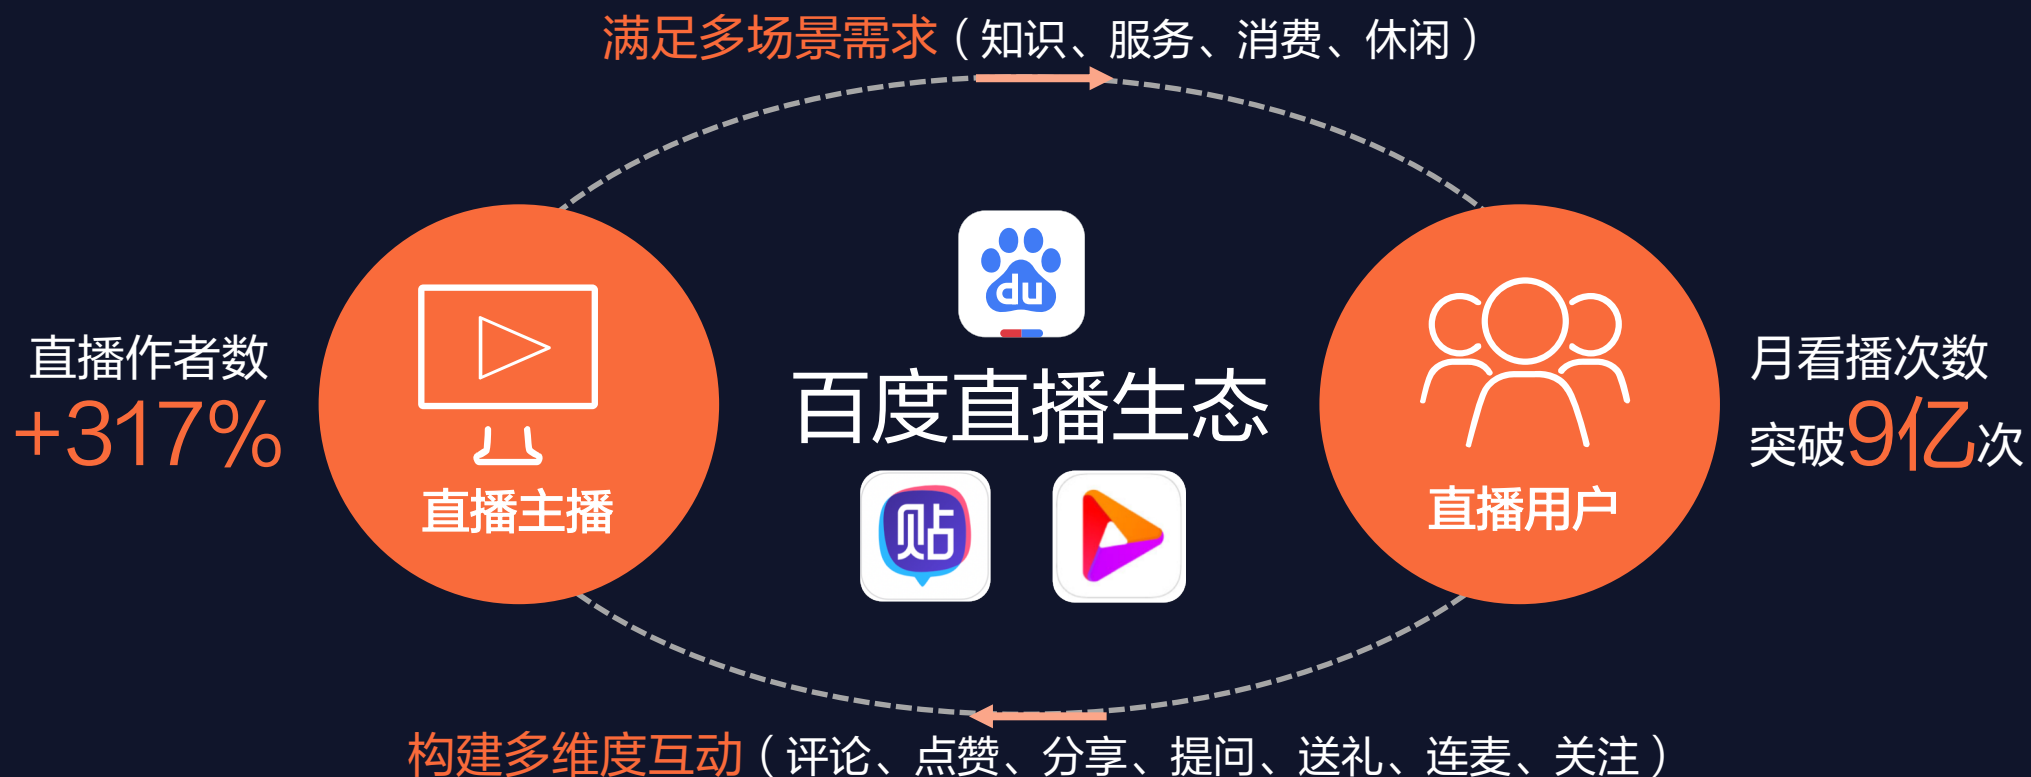 满足多场景需求（知识、服务、消费、休闲）
du
直播作者数
+317%
直播主播
百度直播生态
贴
直播用户
月看播次数
突破9亿次
构建多维度互动（评论、点赞、分享、提问、送礼、连麦、关注）